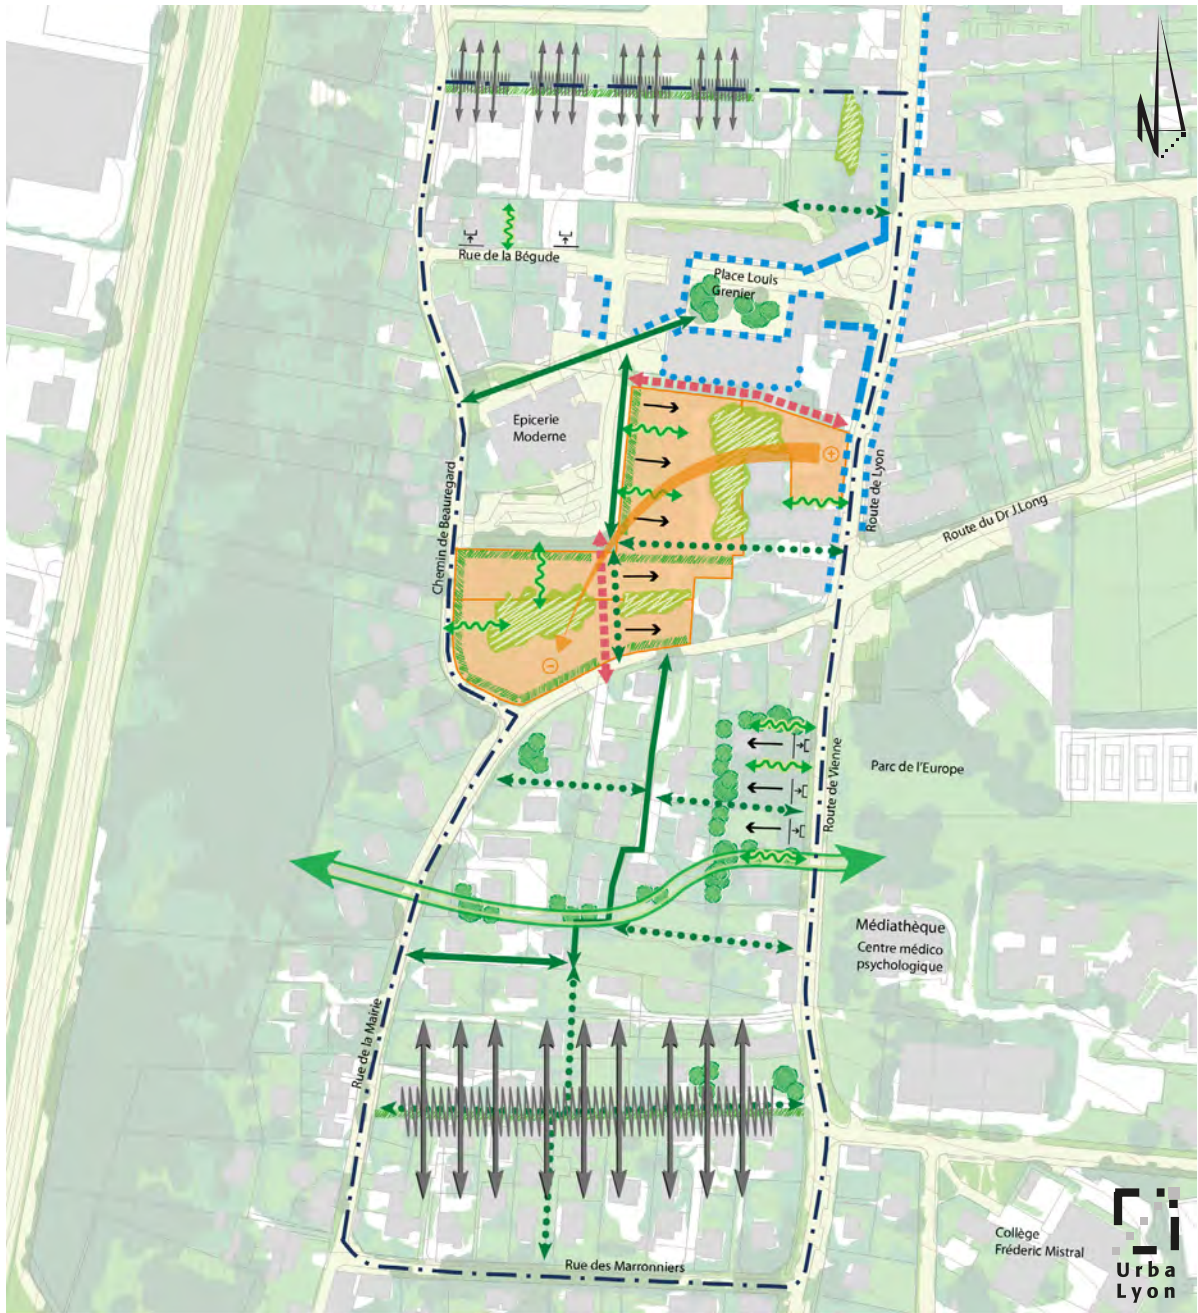 N
Rue de la Bégude
Place Louis
Grenier
Epicerie
Moderne
+
Chemin de Beauregard
Route de Lyon
Route du Dr J.Long
−
Parc de l'Europe
Route de Vienne
Médiathèque
Centre médico
psychologique
Rue de la Mairie
Collège
Fréderic Mistral
Rue des Marronniers
Urba
Lyon